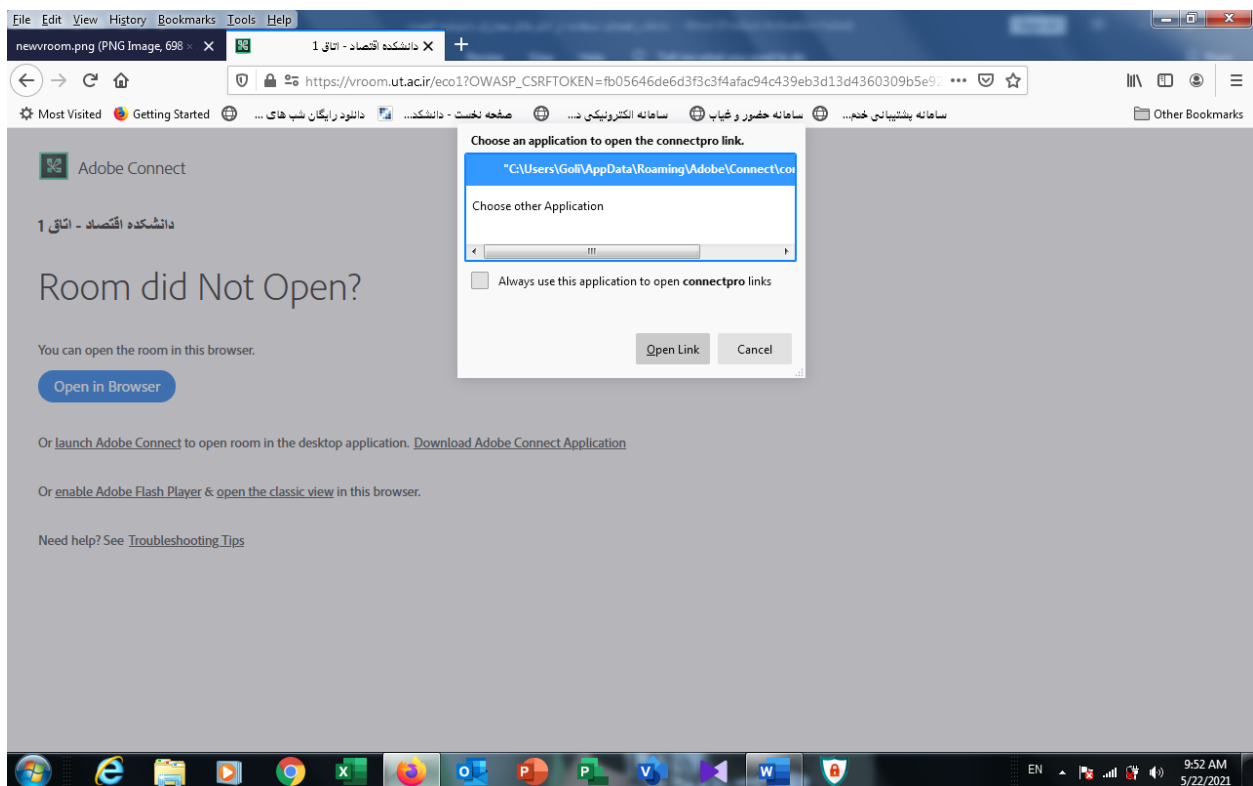 File Edit View History Bookmarks Tools Help
newvroom.png (PNG Image, 698 ×
دانشکده اقتصاد - اتاق 1
https://vroom.ut.ac.ir/eco1?OWASP_CSRFTOKEN=fb05646de6d3f3c3f4afac94c439eb3d13d4360309b5e92
Most Visited
Getting Started
دانلود رایگان شب های ...
صفحه نخست - دانشکد...
سامانه الکترونیکی د...
سامانه حضور و غیاب
سامانه پشتیبانی خدم...
Other Bookmarks
Adobe Connect
دانشکده اقتصاد - اتاق 1
Room did Not Open?
You can open the room in this browser.
Open in Browser
Or launch Adobe Connect to open room in the desktop application. Download Adobe Connect Application
Or enable Adobe Flash Player & open the classic view in this browser.
Need help? See Troubleshooting Tips
Choose an application to open the connectpro link.
"C:\Users\Goli\AppData\Roaming\Adobe\Connect\con
Choose other Application
Always use this application to open connectpro links
Open Link
Cancel
EN
9:52 AM
5/22/2021